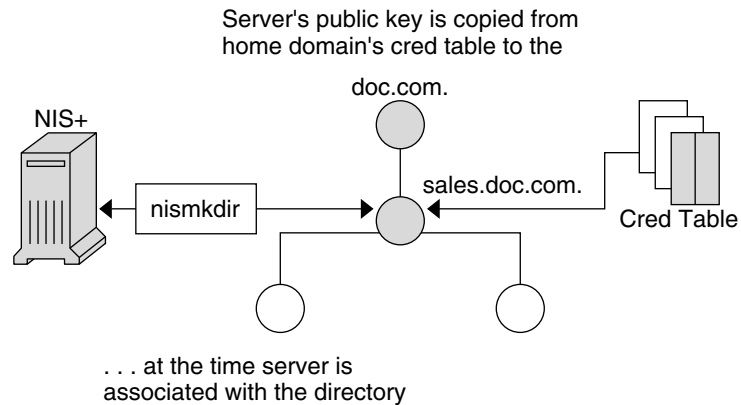 Server's public key is copied from
home domain's cred table to the
doc.com.
NIS+
sales.doc.com.
nismkdir
Cred Table
. . . at the time server is
associated with the directory